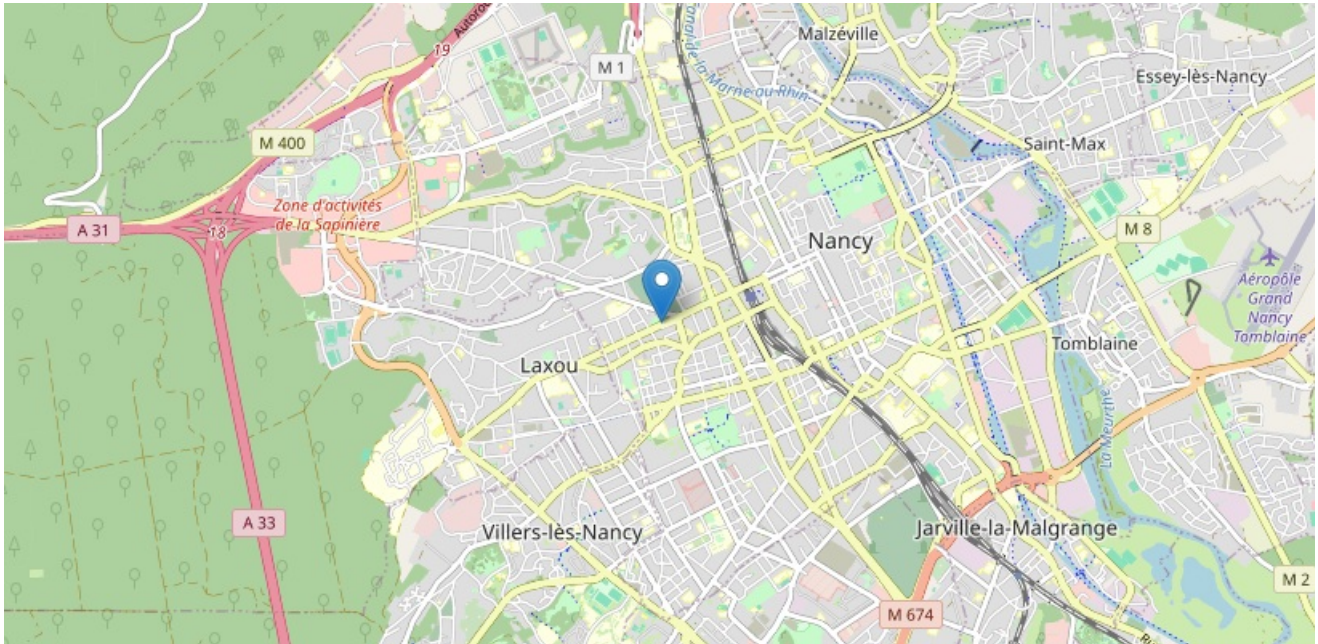 Autorou
19
M 1
Canal de la Marne au Rhin
Malzéville
Essey-lès-Nancy
M 400
Saint-Max
Zone d'activités
de la Sapinière
A 31
18
Nancy
M 8
Aéropôle
Grand
Nancy
Tomblaine
Tomblaine
Laxou
La Meurthe
A 33
Villers-lès-Nancy
Jarville-la-Malgrange
M 2
M 674